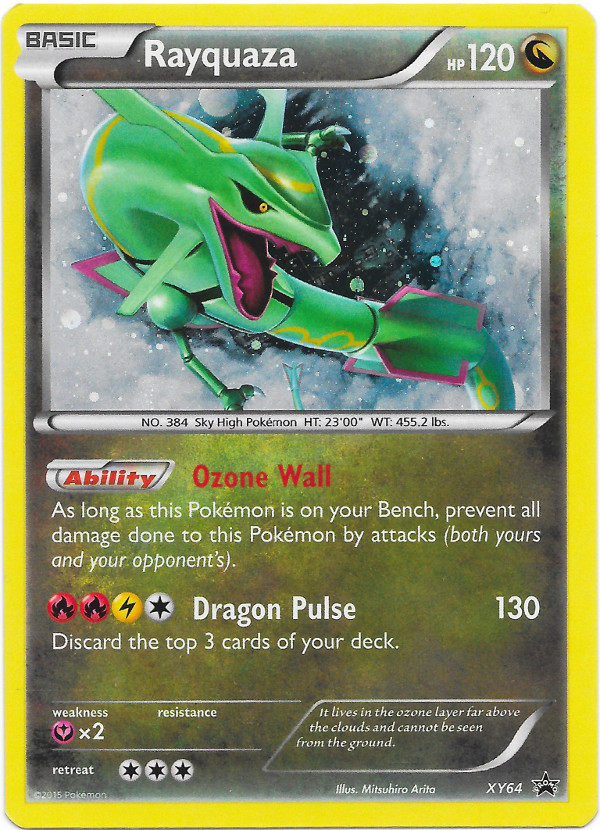 BASIC
Rayquaza
HP 120
NO. 384 Sky High Pokémon HT: 23'00" WT: 455.2 lbs.
Ability Ozone Wall
As long as this Pokémon is on your Bench, prevent all
damage done to this Pokémon by attacks (both yours
and your opponent's).
Dragon Pulse 130
Discard the top 3 cards of your deck.
weakness resistance
×2
It lives in the ozone layer far above
the clouds and cannot be seen
from the ground.
retreat
Illus. Mitsuhiro Arita
XY64
©2015 Pokémon